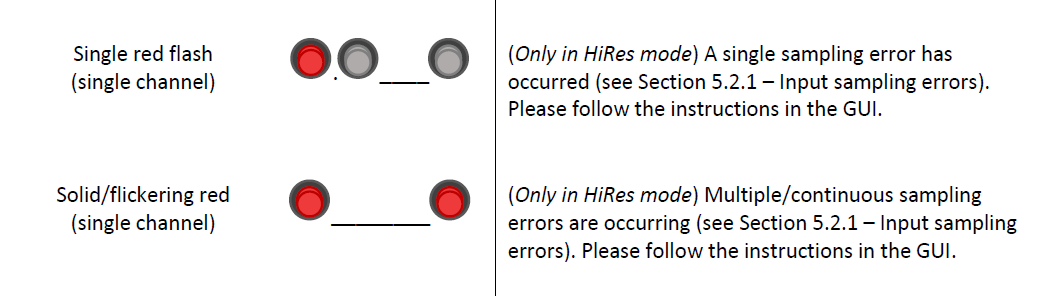 Single red flash
(single channel)
(Only in HiRes mode) A single sampling error has
occurred (see Section 5.2.1 – Input sampling errors).
Please follow the instructions in the GUI.
Solid/flickering red
(single channel)
(Only in HiRes mode) Multiple/continuous sampling
errors are occurring (see Section 5.2.1 – Input sampling
errors). Please follow the instructions in the GUI.